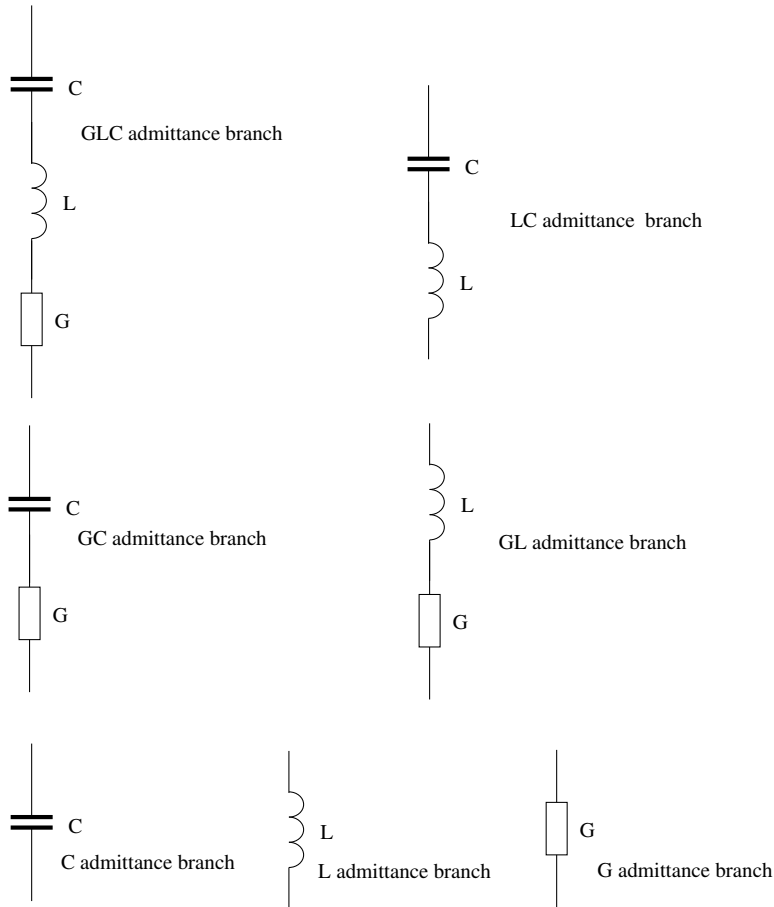 C
GLC admittance branch
L
G
C
LC admittance branch
L
C
GC admittance branch
G
L
GL admittance branch
G
C
C admittance branch
L
L admittance branch
G
G admittance branch